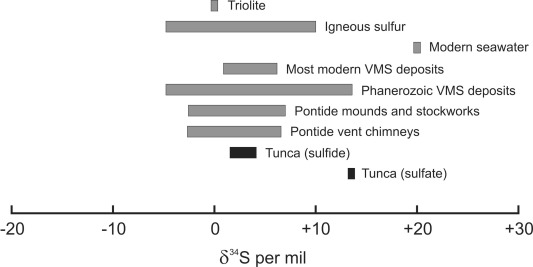 Triolite
Igneous sulfur
Modern seawater
Most modern VMS deposits
Phanerozoic VMS deposits
Pontide mounds and stockworks
Pontide vent chimneys
Tunca (sulfide)
Tunca (sulfate)
-20 -10 0 +10 +20 +30
δ³⁴S per mil